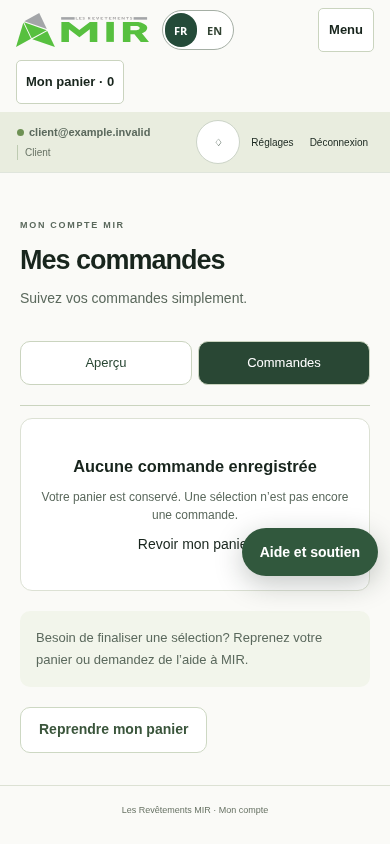 LES REVÊTEMENTS
MIR
FR EN
Menu
Mon panier · 0
client@example.invalid
Client
Réglages
Déconnexion
MON COMPTE MIR
Mes commandes
Suivez vos commandes simplement.
Aperçu
Commandes
Aucune commande enregistrée
Votre panier est conservé. Une sélection n’est pas encore
une commande.
Revoir mon panie
Aide et soutien
Besoin de finaliser une sélection? Reprenez votre
panier ou demandez de l’aide à MIR.
Reprendre mon panier
Les Revêtements MIR · Mon compte